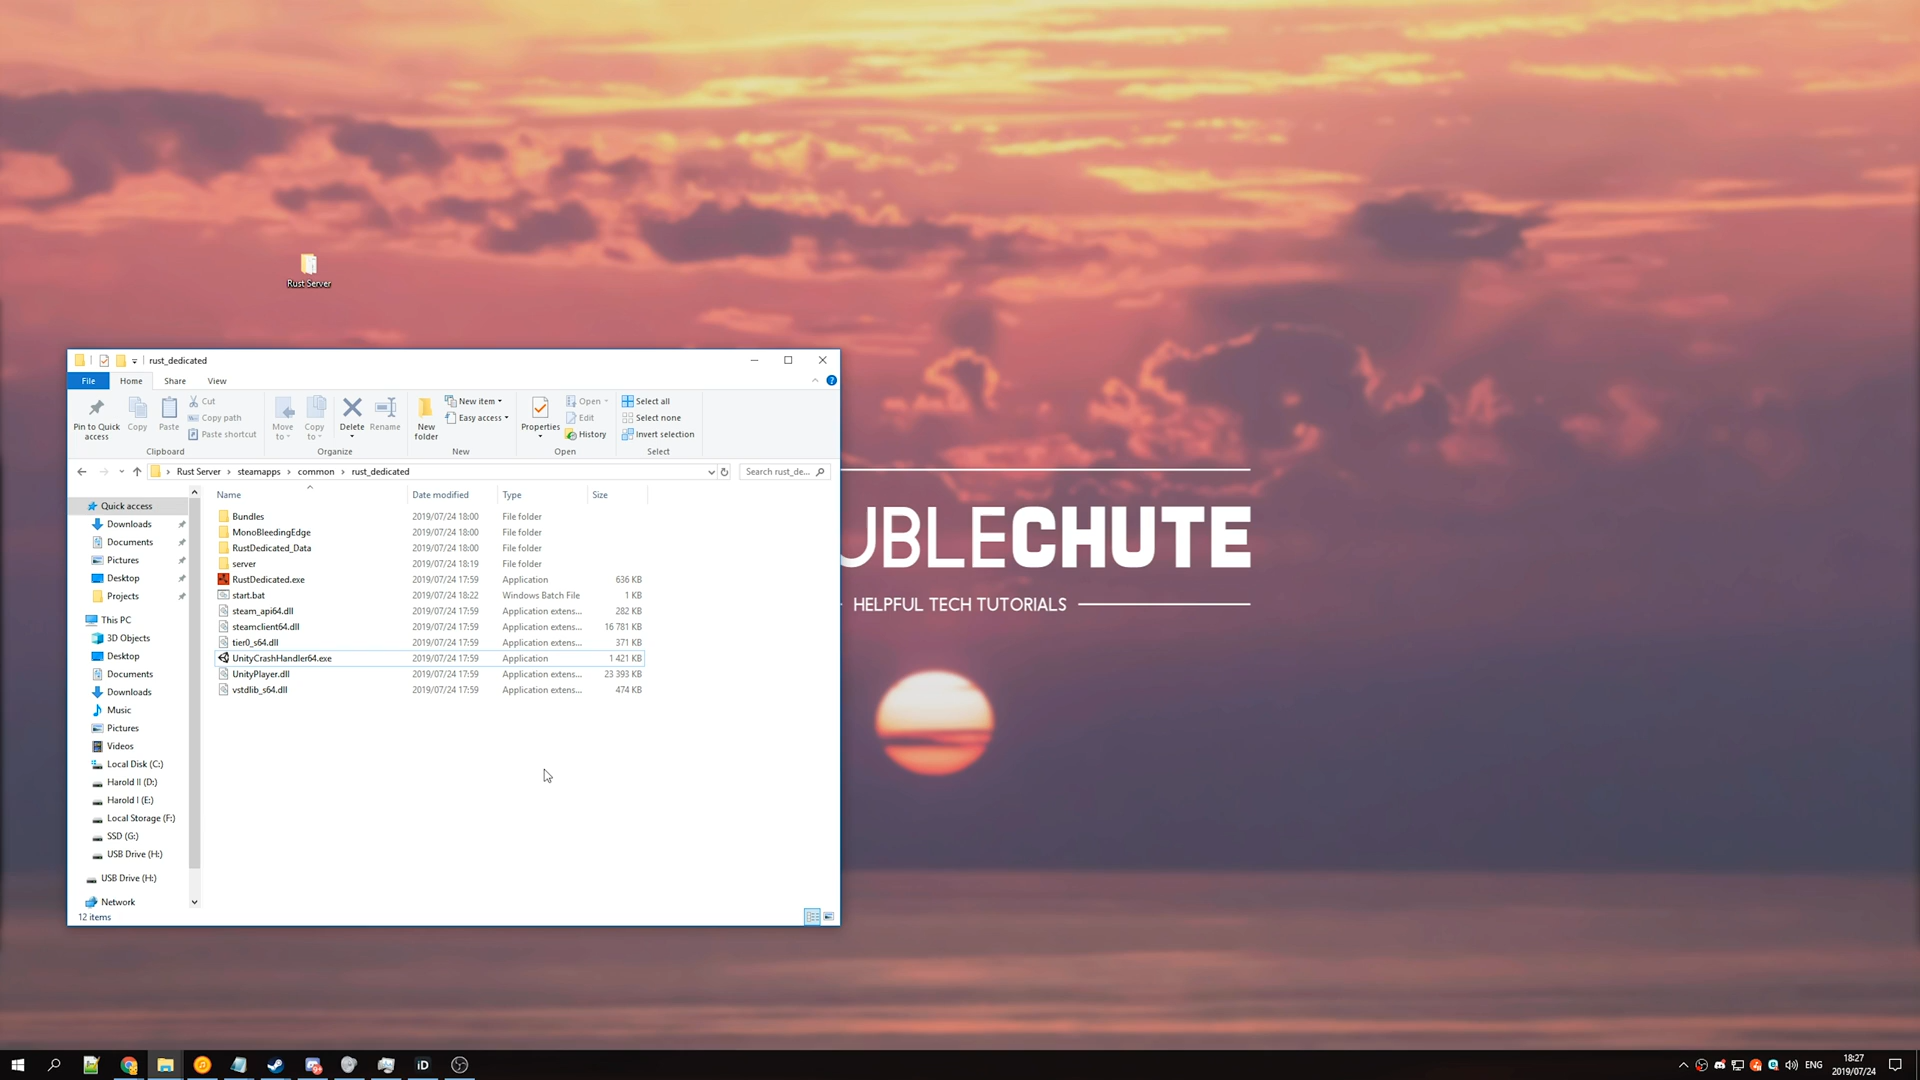 Rust Server
rust_dedicated
File Home Share View
Pin to Quick access
Copy
Paste
Cut
Copy path
Paste shortcut
Clipboard
Move to
Copy to
Delete
Rename
Organize
New folder
New item
Easy access
New
Properties
Open
Edit
History
Open
Select all
Select none
Invert selection
Select
Rust Server steamapps common rust_dedicated
Search rust_de...
Name Date modified Type Size
Quick access
Downloads
Documents
Pictures
Desktop
Projects
This PC
3D Objects
Desktop
Documents
Downloads
Music
Pictures
Videos
Local Disk (C:)
Harold II (D:)
Harold I (E:)
Local Storage (F:)
SSD (G:)
USB Drive (H:)
USB Drive (H:)
Network
Bundles 2019/07/24 18:00 File folder
MonoBleedingEdge 2019/07/24 18:00 File folder
RustDedicated_Data 2019/07/24 18:00 File folder
server 2019/07/24 18:19 File folder
RustDedicated.exe 2019/07/24 17:59 Application 636 KB
start.bat 2019/07/24 18:22 Windows Batch File 1 KB
steam_api64.dll 2019/07/24 17:59 Application extens... 282 KB
steamclient64.dll 2019/07/24 17:59 Application extens... 16 781 KB
tier0_s64.dll 2019/07/24 17:59 Application extens... 371 KB
UnityCrashHandler64.exe 2019/07/24 17:59 Application 1 421 KB
UnityPlayer.dll 2019/07/24 17:59 Application extens... 23 393 KB
vstdlib_s64.dll 2019/07/24 17:59 Application extens... 474 KB
12 items
UBLECHUTE
HELPFUL TECH TUTORIALS
iD
ENG
18:27
2019/07/24